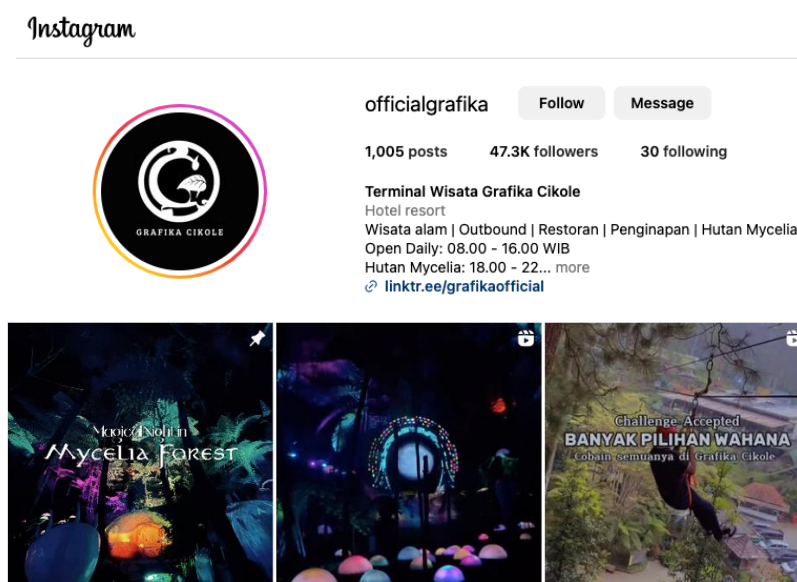 Instagram
officialgrafika Follow Message
1,005 posts 47.3K followers 30 following
Terminal Wisata Grafika Cikole
Hotel resort
Wisata alam | Outbound | Restoran | Penginapan | Hutan Mycelia
Open Daily: 08.00 - 16.00 WIB
Hutan Mycelia: 18.00 - 22... more
linktr.ee/grafikaofficial
GRAFIKA CIKOLE
Magical Night in
MYCELIA FOREST
Challenge Accepted
BANYAK PILIHAN WAHANA
Cobain semuanya di Grafika Cikole